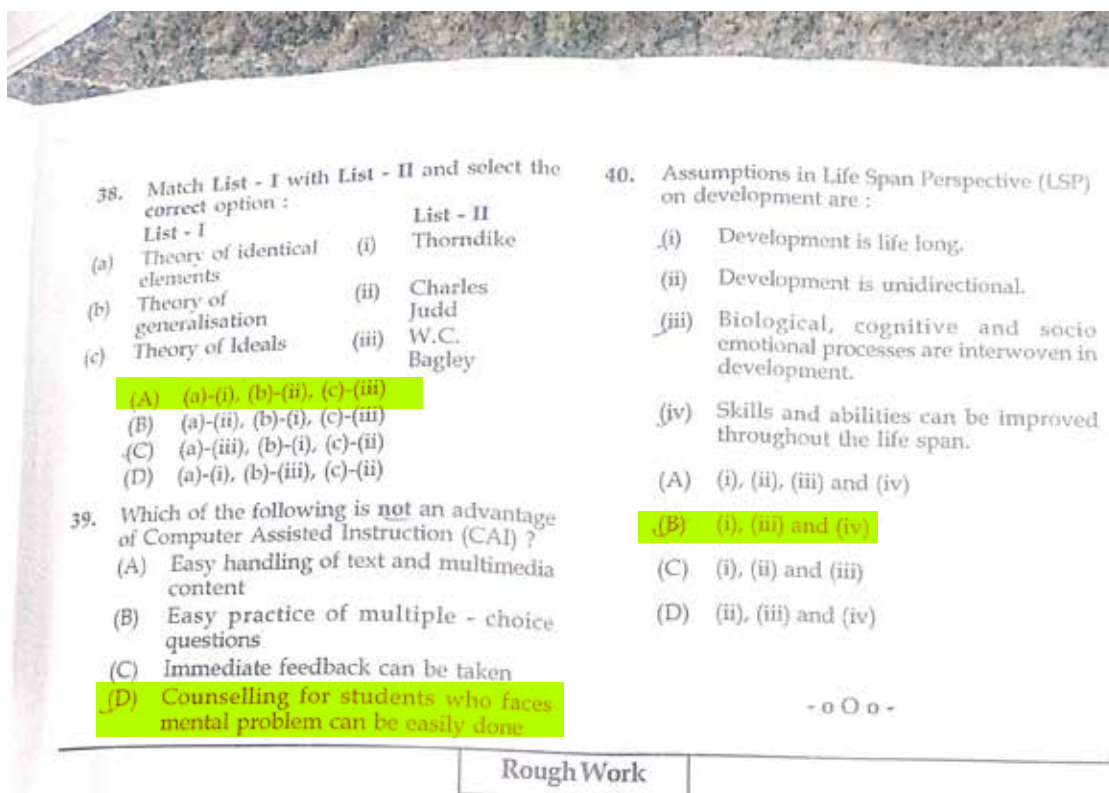 38. Match List - I with List - II and select the
correct option :
List - I List - II
(a) Theory of identical (i) Thorndike
elements
(b) Theory of (ii) Charles
generalisation Judd
(c) Theory of Ideals (iii) W.C.
Bagley
(A) (a)-(i), (b)-(ii), (c)-(iii)
(B) (a)-(ii), (b)-(i), (c)-(iii)
(C) (a)-(iii), (b)-(i), (c)-(ii)
(D) (a)-(i), (b)-(iii), (c)-(ii)
39. Which of the following is not an advantage
of Computer Assisted Instruction (CAI) ?
(A) Easy handling of text and multimedia
content
(B) Easy practice of multiple - choice
questions
(C) Immediate feedback can be taken
(D) Counselling for students who faces
mental problem can be easily done
40. Assumptions in Life Span Perspective (LSP)
on development are :
(i) Development is life long.
(ii) Development is unidirectional.
(iii) Biological, cognitive and socio
emotional processes are interwoven in
development.
(iv) Skills and abilities can be improved
throughout the life span.
(A) (i), (ii), (iii) and (iv)
(B) (i), (iii) and (iv)
(C) (i), (ii) and (iii)
(D) (ii), (iii) and (iv)
- o O o -
Rough Work